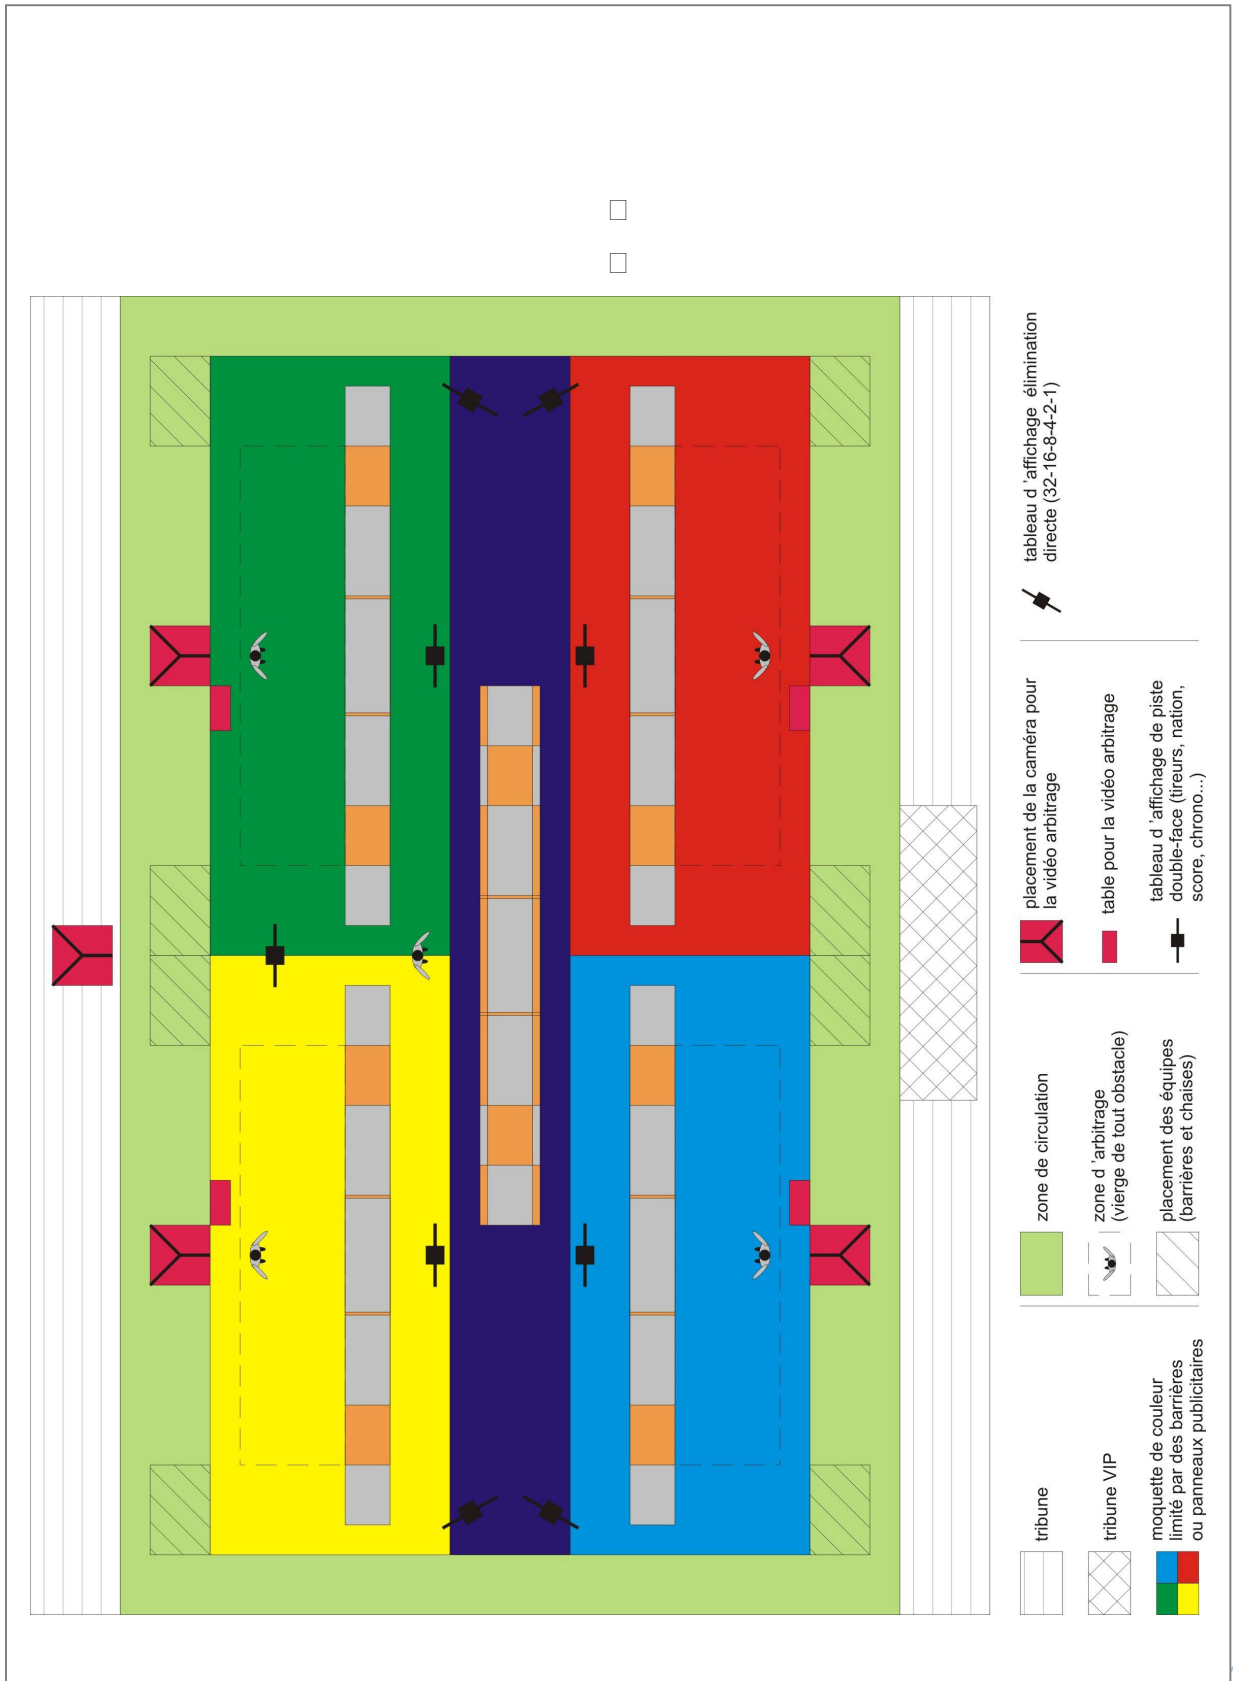 tribune
tribune VIP
moquette de couleur
limité par des barrières
ou panneaux publicitaires
zone de circulation
zone d 'arbitrage
(vierge de tout obstacle)
placement des équipes
(barrières et chaises)
placement de la caméra pour
la vidéo arbitrage
table pour la vidéo arbitrage
tableau d 'affichage de piste
double-face (tireurs, nation,
score, chrono...)
tableau d 'affichage élimination
directe (32-16-8-4-2-1)